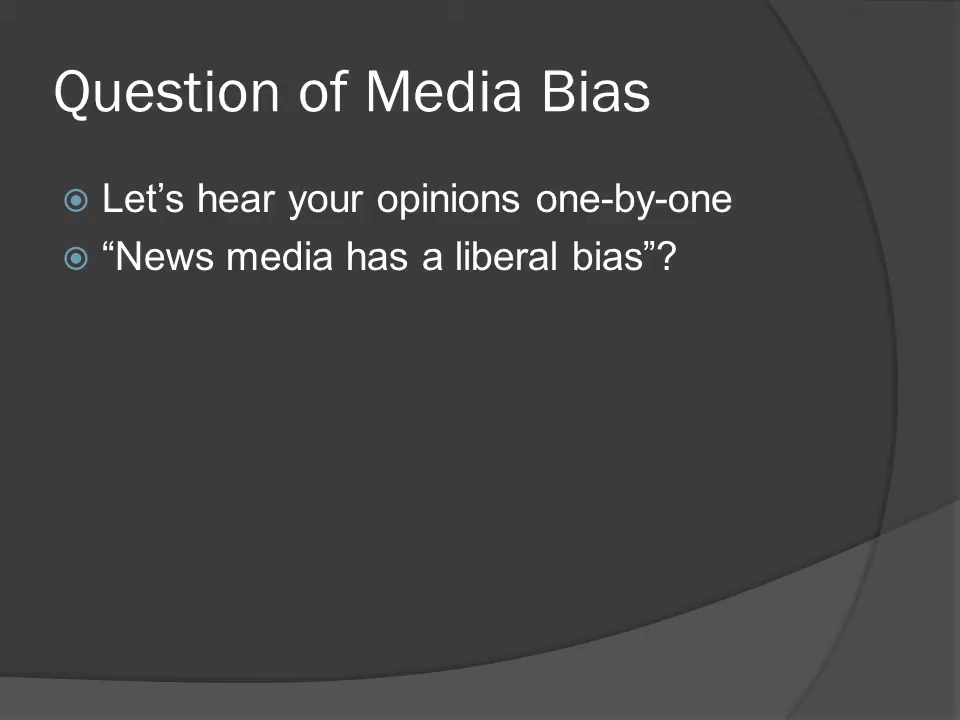 Question of Media Bias
Let’s hear your opinions one-by-one
“News media has a liberal bias”?